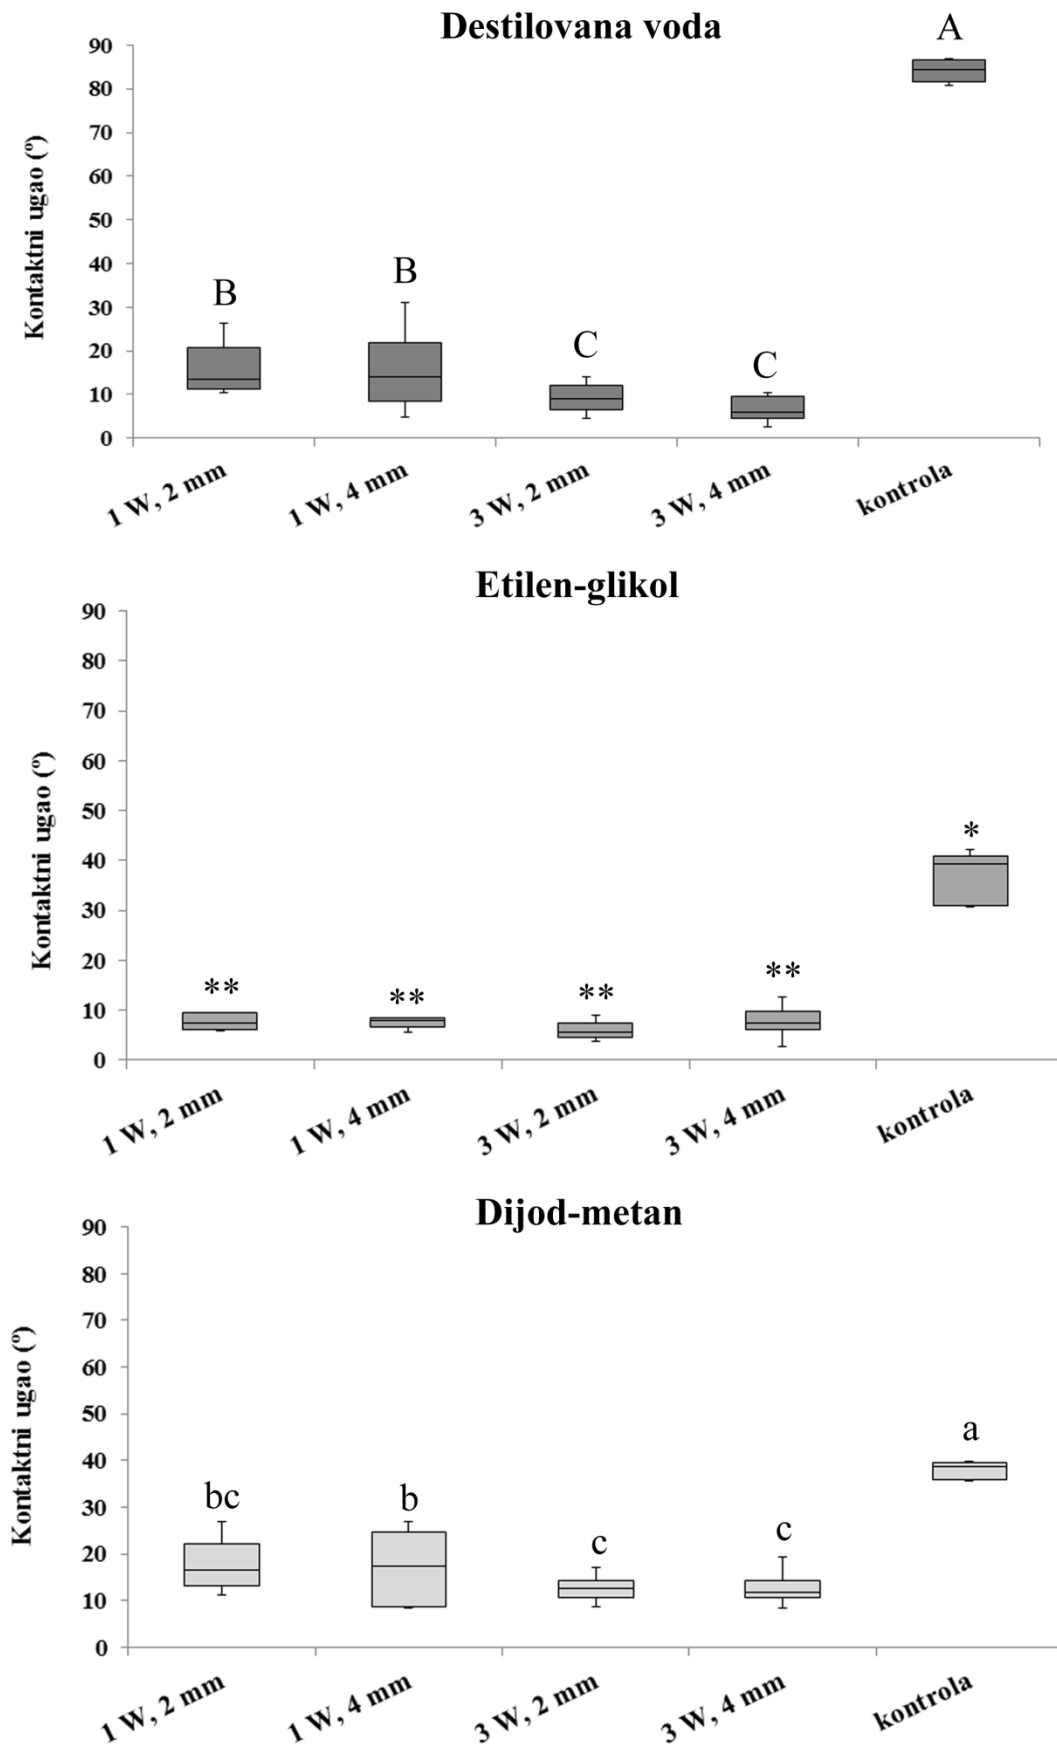 Destilovana voda
A
90
80
70
60
50
40
30
20
10
0
Kontaktni ugao (º)
B
B
C
C
1 W, 2 mm
1 W, 4 mm
3 W, 2 mm
3 W, 4 mm
kontrola
Etilen-glikol
90
80
70
60
50
40
30
20
10
0
Kontaktni ugao (º)
*
**
**
**
**
1 W, 2 mm
1 W, 4 mm
3 W, 2 mm
3 W, 4 mm
kontrola
Dijod-metan
90
80
70
60
50
40
30
20
10
0
Kontaktni ugao (º)
a
bc
b
c
c
1 W, 2 mm
1 W, 4 mm
3 W, 2 mm
3 W, 4 mm
kontrola